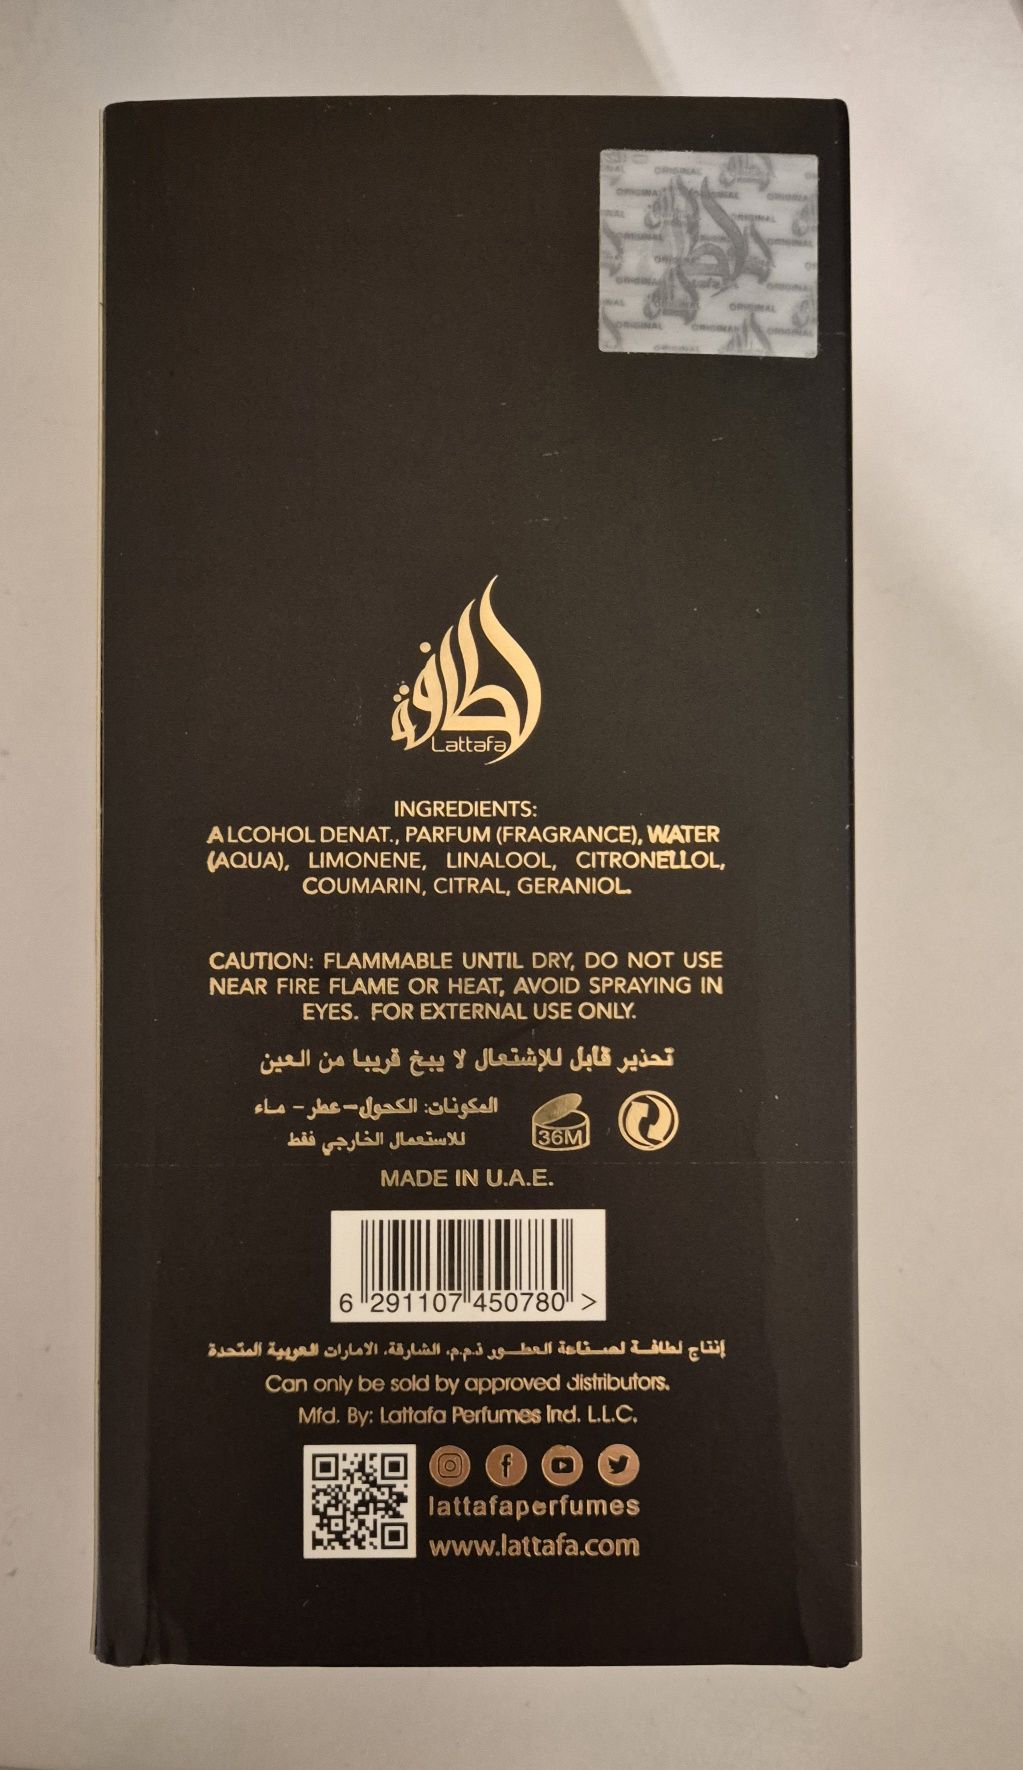 ORIGINAL
لطافة
Lattafa
INGREDIENTS:
ALCOHOL DENAT., PARFUM (FRAGRANCE), WATER
(AQUA), LIMONENE, LINALOOL, CITRONELLOL,
COUMARIN, CITRAL, GERANIOL.
CAUTION: FLAMMABLE UNTIL DRY, DO NOT USE
NEAR FIRE FLAME OR HEAT, AVOID SPRAYING IN
EYES. FOR EXTERNAL USE ONLY.
تحذير قابل للإشتعال لا يبخ قريبا من العين
المكونات: الكحول - عطر - ماء
للاستعمال الخارجي فقط
36M
MADE IN U.A.E.
6 291107 450780 >
إنتاج لطافة لصناعة العطور ذ.م.م. الشارقة، الامارات العربية المتحدة
Can only be sold by approved distributors.
Mfd. By: Lattafa Perfumes Ind. L.L.C.
lattafaperfumes
www.lattafa.com